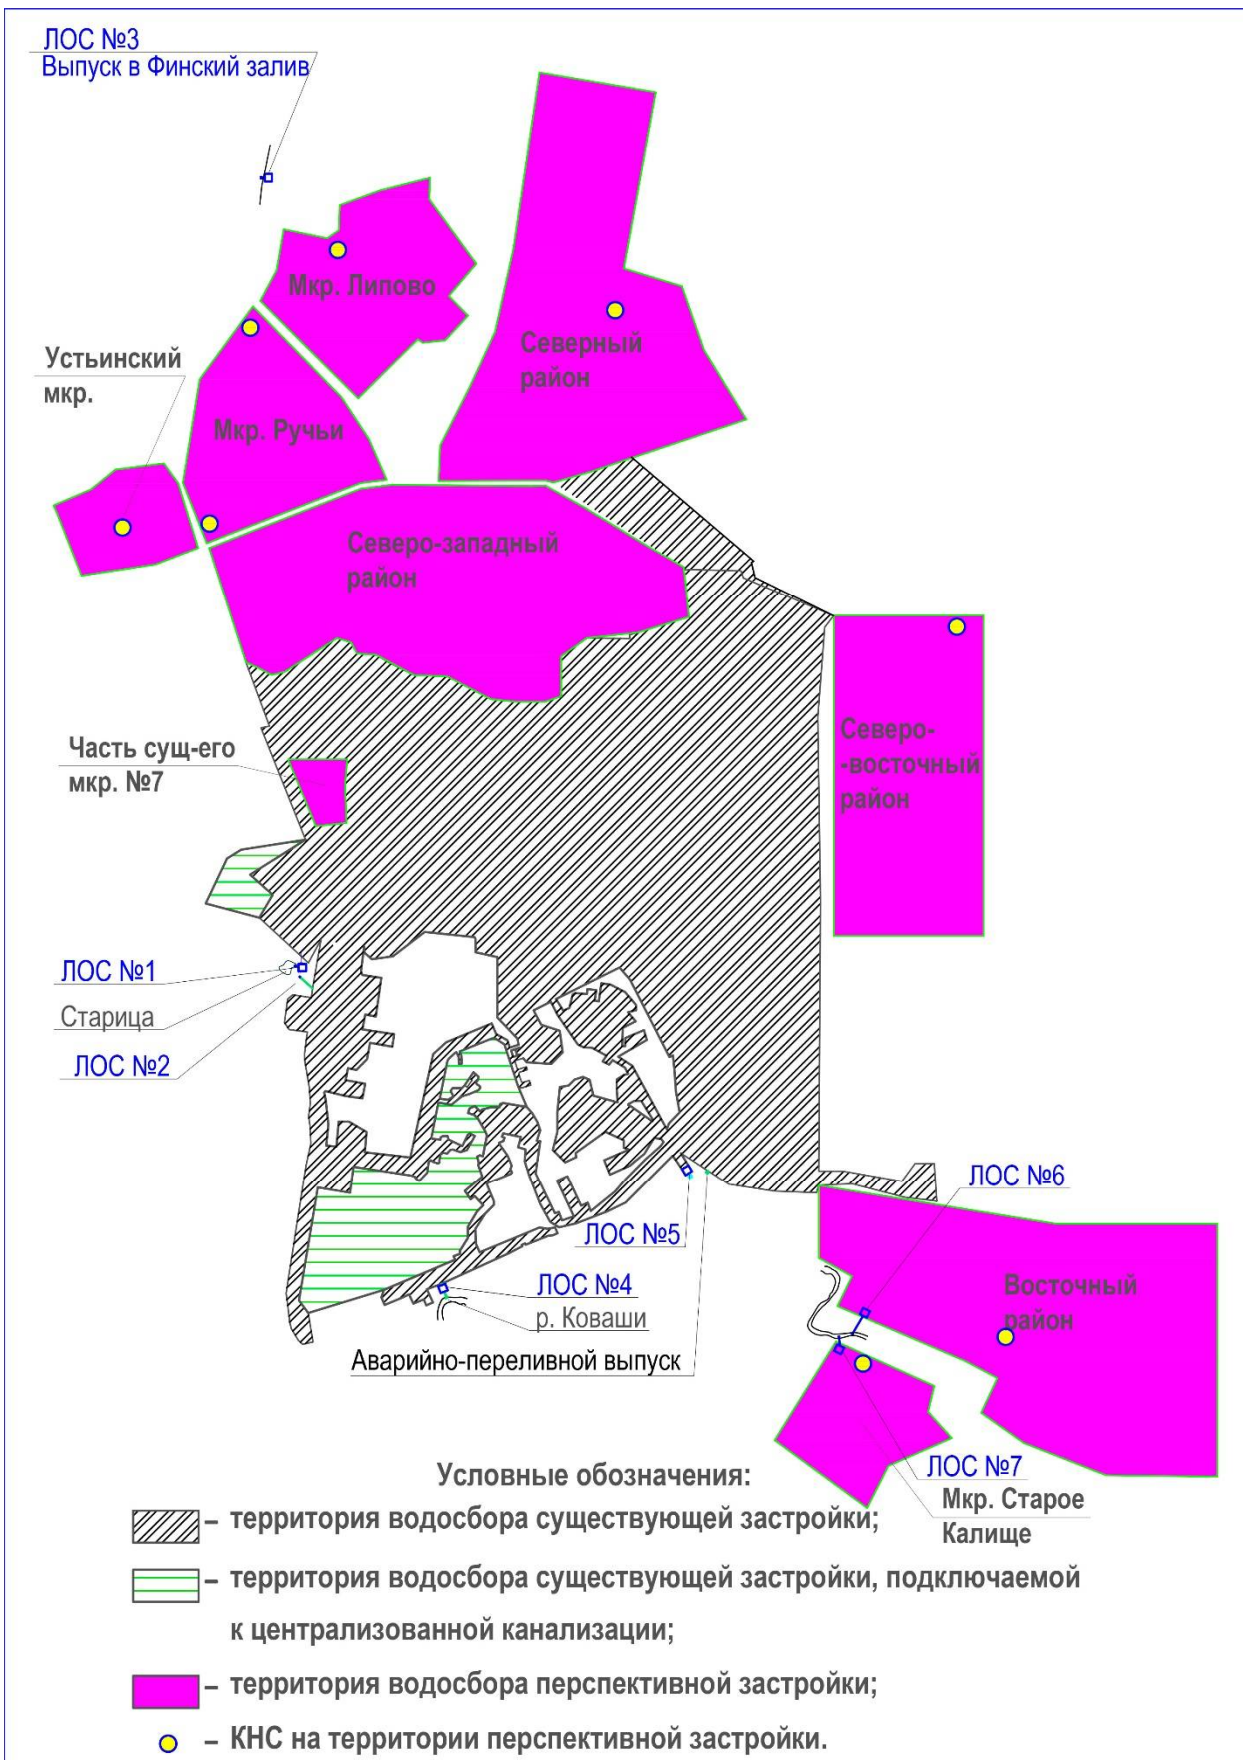 ЛОС №3
Выпуск в Финский залив
Мкр. Липово
Северный
район
Устьинский
мкр.
Мкр. Ручьи
Северо-западный
район
Часть сущ-его
мкр. №7
Северо-
-восточный
район
ЛОС №1
Старица
ЛОС №2
ЛОС №6
ЛОС №5
ЛОС №4
р. Коваши
Восточный
район
Аварийно-переливной выпуск
ЛОС №7
Мкр. Старое
Калище
Условные обозначения:
– территория водосбора существующей застройки;
– территория водосбора существующей застройки, подключаемой
к централизованной канализации;
– территория водосбора перспективной застройки;
– КНС на территории перспективной застройки.